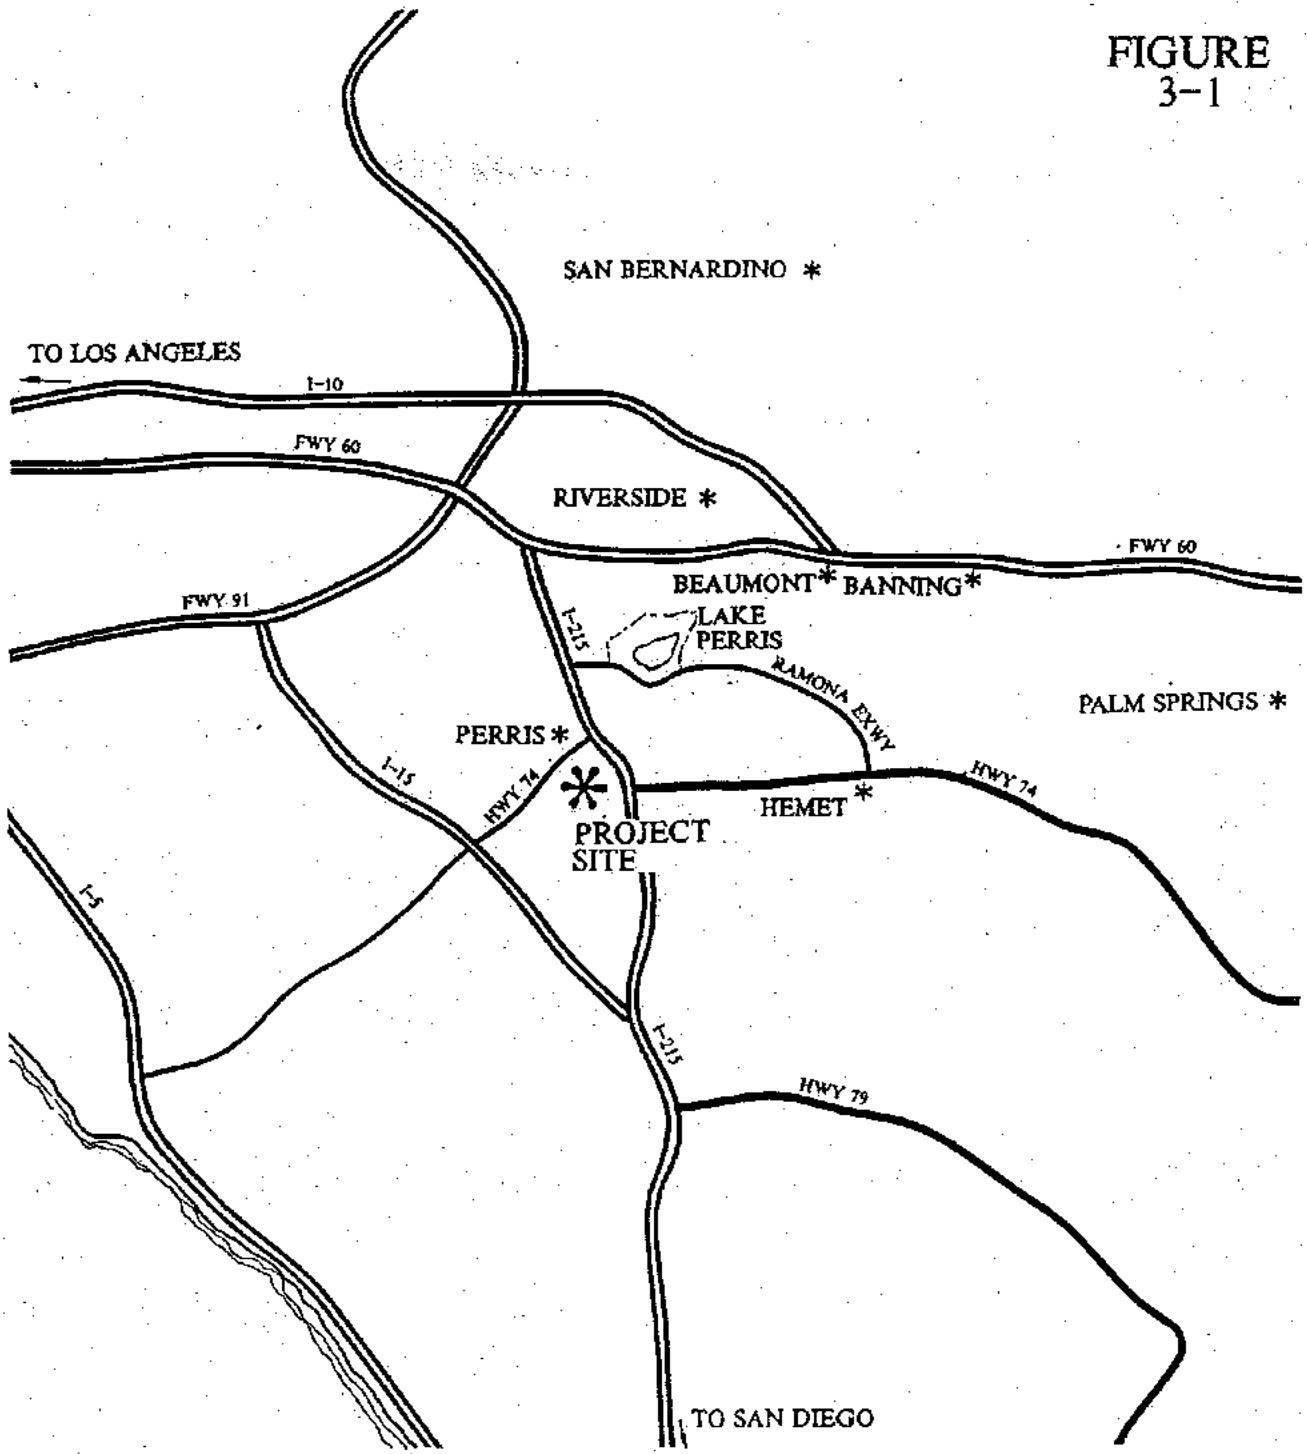 FIGURE
3-1
SAN BERNARDINO *
TO LOS ANGELES
I-10
FWY 60
RIVERSIDE *
FWY 60
BEAUMONT * BANNING *
FWY 91
I-215
LAKE
PERRIS
RAMONA EXWY
PALM SPRINGS *
PERRIS *
I-15
HWY 74
HWY 74
HEMET *
PROJECT
SITE
I-5
I-215
HWY 79
TO SAN DIEGO